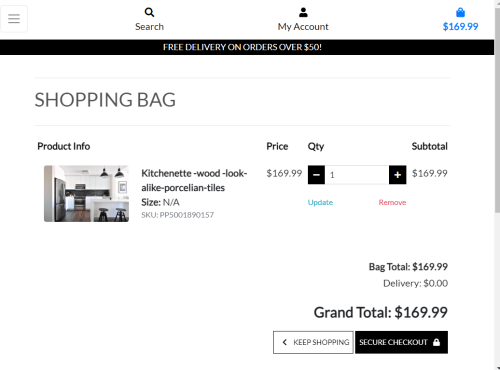 Search
My Account
$169.99
FREE DELIVERY ON ORDERS OVER $50!
SHOPPING BAG
Product Info Price Qty Subtotal
Kitchenette -wood -look-
alike-porcelian-tiles
Size: N/A
SKU: PP5001890157
$169.99
1
$169.99
Update Remove
Bag Total: $169.99
Delivery: $0.00
Grand Total: $169.99
KEEP SHOPPING
SECURE CHECKOUT